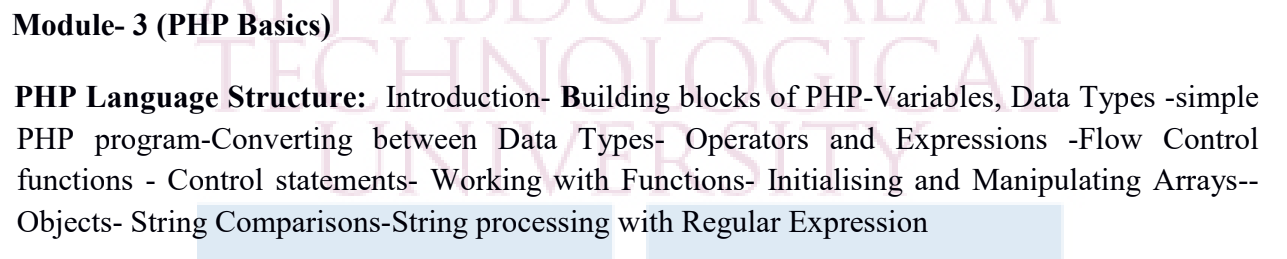 APJ ABDUL KALAM
Module- 3 (PHP Basics)
TECHNOLOGICAL
PHP Language Structure: Introduction- Building blocks of PHP-Variables, Data Types -simple
PHP program-Converting between Data Types- Operators and Expressions -Flow Control
UNIVERSITY
functions - Control statements- Working with Functions- Initialising and Manipulating Arrays--
Objects- String Comparisons-String processing with Regular Expression